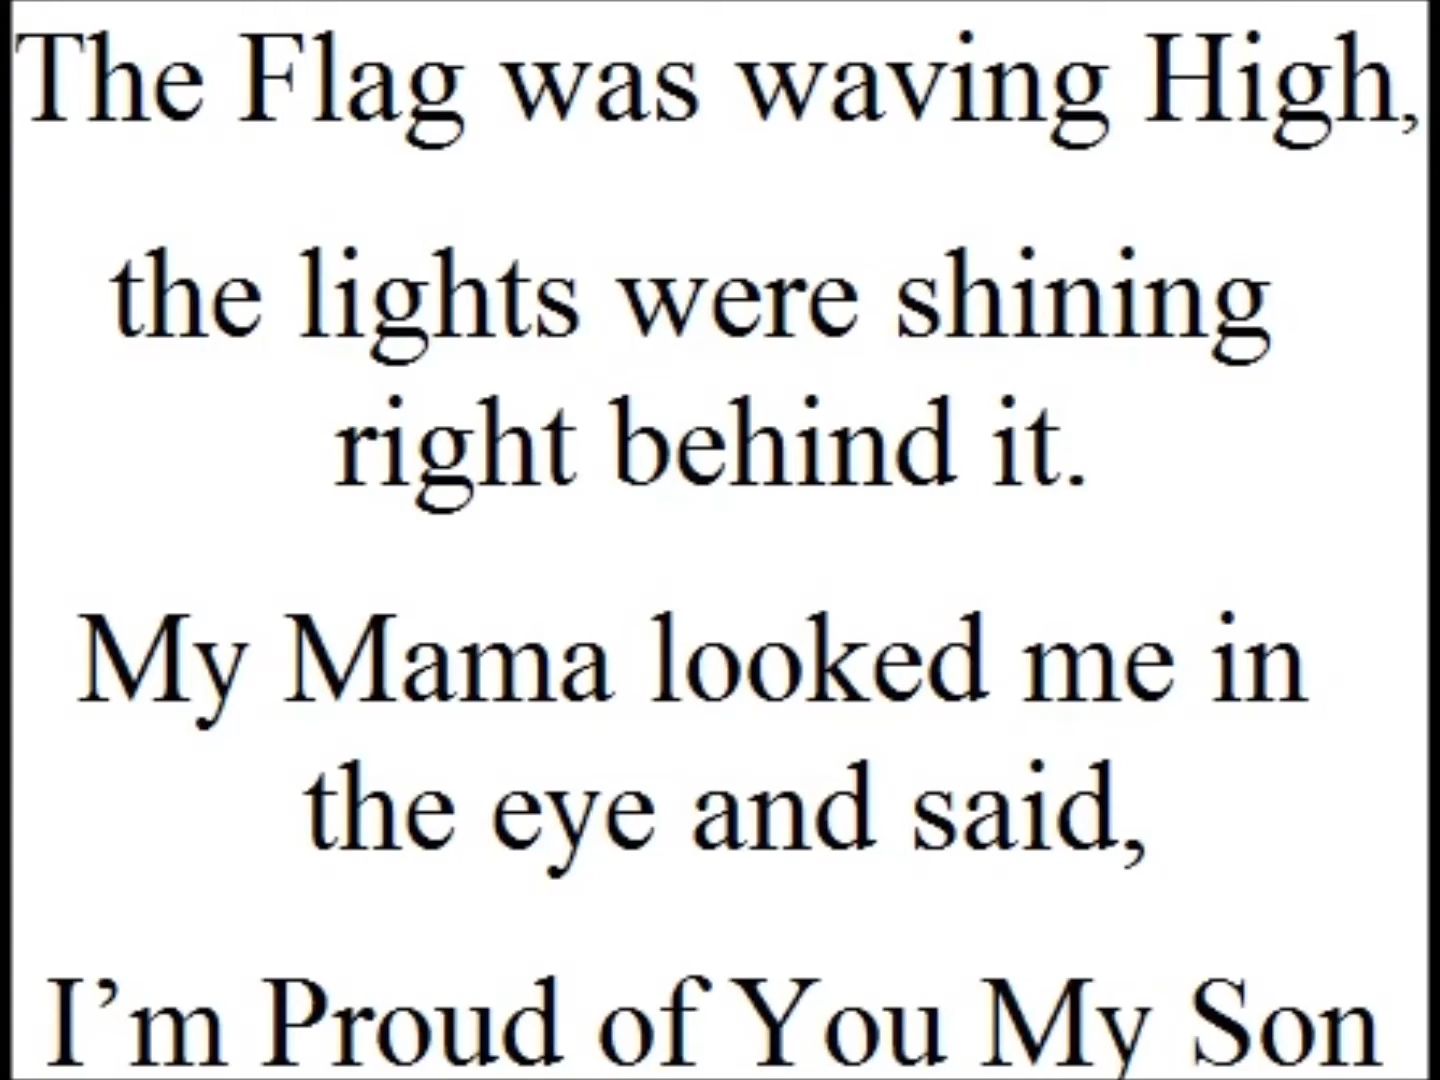 The Flag was waving High,
the lights were shining
right behind it.
My Mama looked me in
the eye and said,
I’m Proud of You My Son